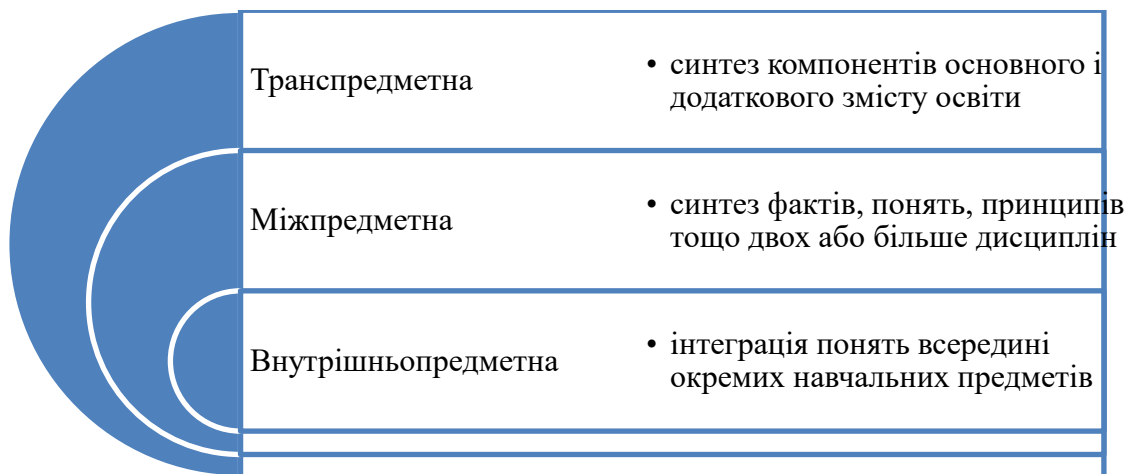 Транспредметна
• синтез компонентів основного і
додаткового змісту освіти
Міжпредметна
• синтез фактів, понять, принципів
тощо двох або більше дисциплін
Внутрішньопредметна
• інтеграція понять всередині
окремих навчальних предметів